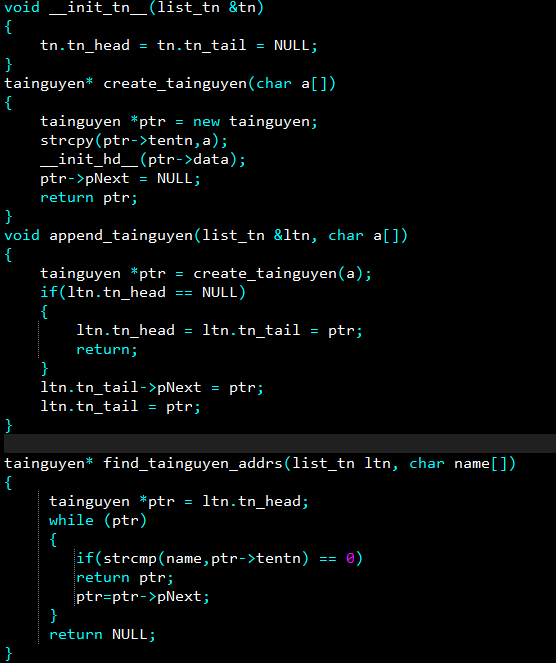 void __init_tn__(list_tn &tn)
{
    tn.tn_head = tn.tn_tail = NULL;
}
tainguyen* create_tainguyen(char a[])
{
    tainguyen *ptr = new tainguyen;
    strcpy(ptr->tentn,a);
    __init_hd__(ptr->data);
    ptr->pNext = NULL;
    return ptr;
}
void append_tainguyen(list_tn &ltn, char a[])
{
    tainguyen *ptr = create_tainguyen(a);
    if(ltn.tn_head == NULL)
    {
        ltn.tn_head = ltn.tn_tail = ptr;
        return;
    }
    ltn.tn_tail->pNext = ptr;
    ltn.tn_tail = ptr;
}

tainguyen* find_tainguyen_addrs(list_tn ltn, char name[])
{
     tainguyen *ptr = ltn.tn_head;
     while (ptr)
     {
        if(strcmp(name,ptr->tentn) == 0)
        return ptr;
        ptr=ptr->pNext;
     }
     return NULL;
}